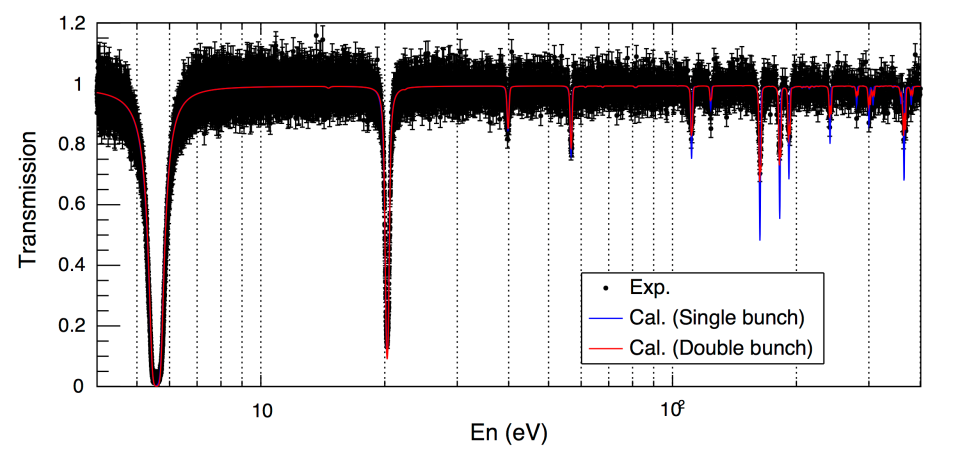 1.2
1
0.8
0.6
0.4
0.2
0
Transmission
Exp.
Cal. (Single bunch)
Cal. (Double bunch)
10
10²
En (eV)